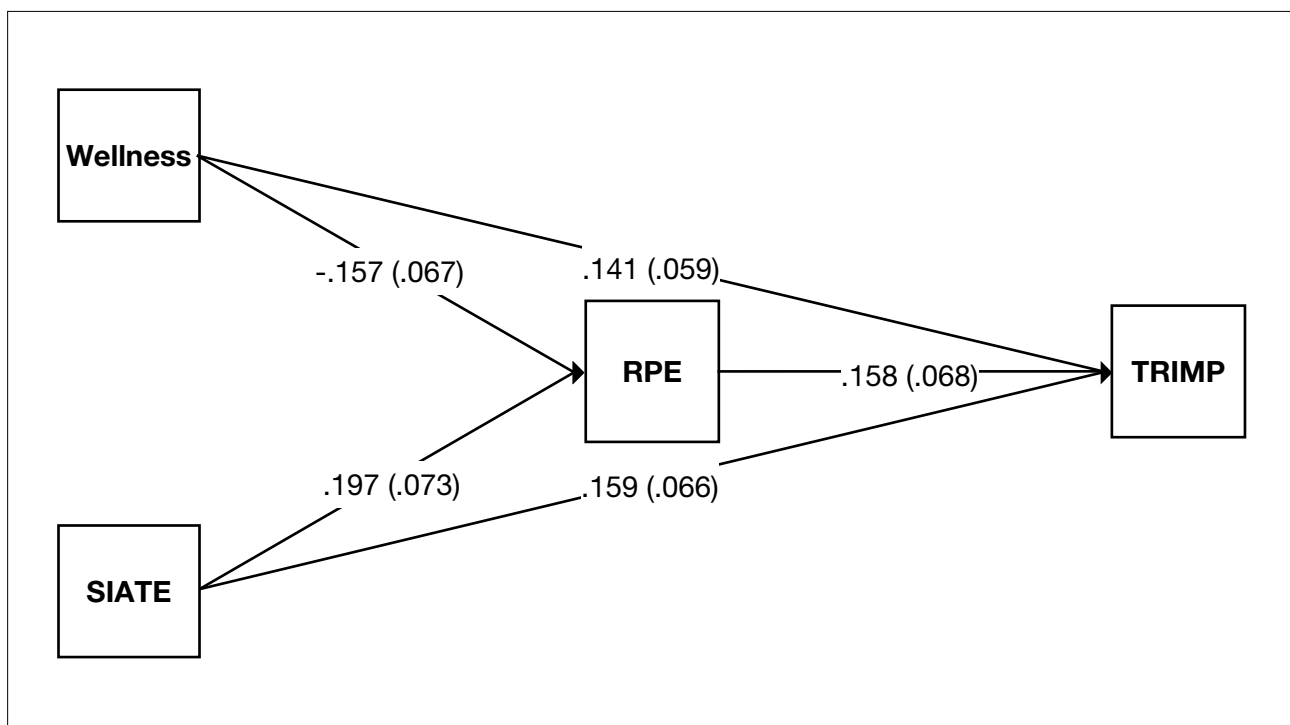 Wellness
-.157 (.067)
.141 (.059)
RPE
.158 (.068)
TRIMP
.197 (.073)
.159 (.066)
SIATE